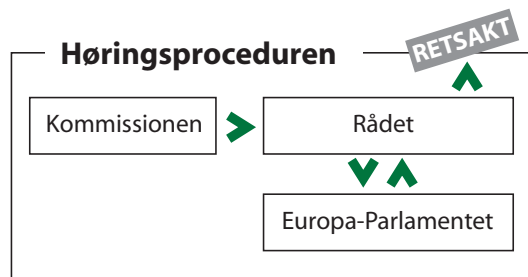 Høringsproceduren
RETSAKT
Kommissionen
Rådet
Europa-Parlamentet